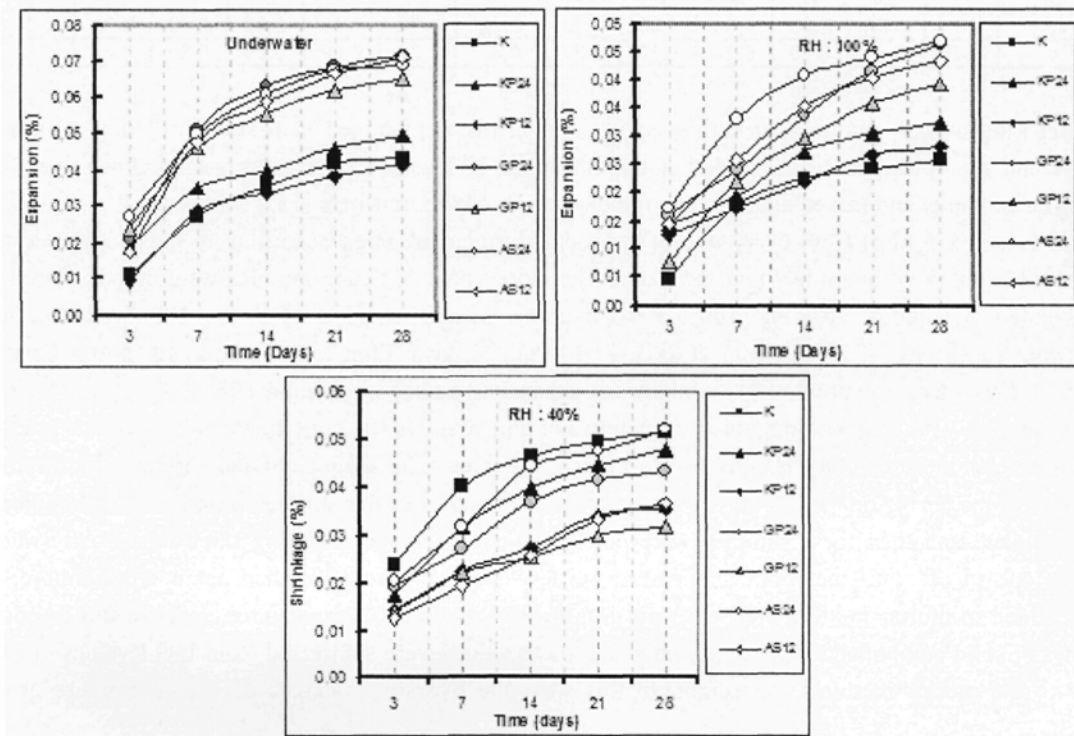 Underwater
Expansion (%)
0,08
0,07
0,06
0,05
0,04
0,03
0,02
0,01
0,00
3 7 14 21 28
Time (Days)
K
KP24
KP12
GP24
GP12
AS24
AS12
RH : 100%
Expansion (%)
0,05
0,05
0,04
0,04
0,03
0,03
0,02
0,02
0,01
0,01
0,00
3 7 14 21 28
Time (Days)
K
KP24
KP12
GP24
GP12
AS24
AS12
RH : 40%
Shrinkage (%)
0,06
0,05
0,04
0,03
0,02
0,01
0,00
3 7 14 21 28
Time (days)
K
KP24
KP12
GP24
GP12
AS24
AS12